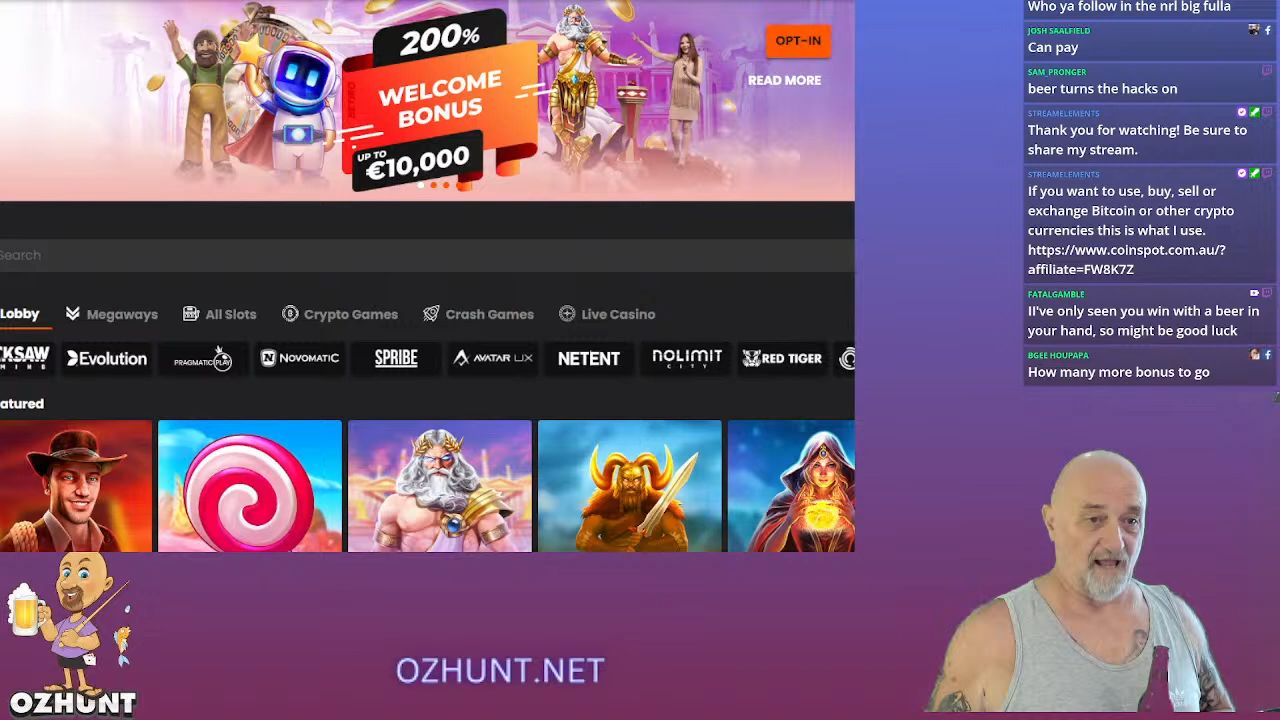 200%
WELCOME
BONUS
UP TO
€10,000
OPT-IN
READ MORE
Search
Lobby
Megaways
All Slots
Crypto Games
Crash Games
Live Casino
CKSAW
MING
Evolution
PRAGMATIC PLAY
NOVOMATIC
SPRIBE
AVATAR UX
NETENT
NOLIMIT
CITY
RED TIGER
atured
OZHUNT
OZHUNT.NET
Who ya follow in the nrl big fulla
JOSH SAALFIELD
Can pay
SAM_PRONGER
beer turns the hacks on
STREAMELEMENTS
Thank you for watching! Be sure to
share my stream.
STREAMELEMENTS
If you want to use, buy, sell or
exchange Bitcoin or other crypto
currencies this is what I use.
https://www.coinspot.com.au/?
affiliate=FW8K7Z
FATALGAMBLE
II've only seen you win with a beer in
your hand, so might be good luck
BGEE HOUPAPA
How many more bonus to go